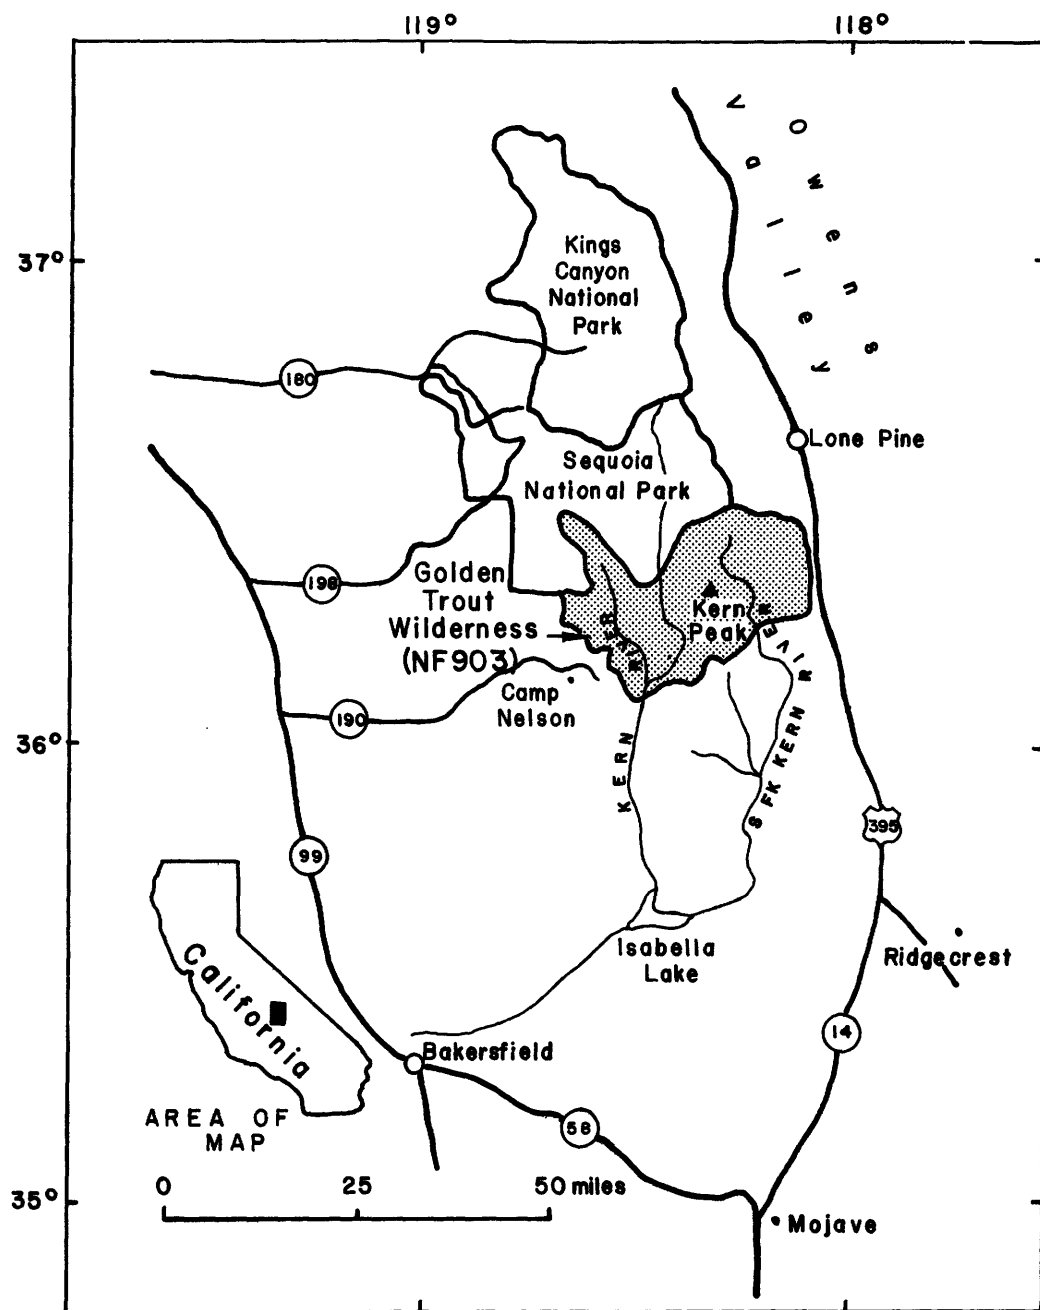 119° 118°
Owens
Valley
37°
Kings
Canyon
National
Park
180
Lone Pine
Sequoia
National Park
198
Golden
Trout
Wilderness
(NF903)
Kern
Peak
RIVER
RIVER
Camp
Nelson
190
36°
KERN
S FK KERN
395
99
California
Isabella
Lake
Ridgecrest
14
Bakersfield
AREA OF
MAP
58
0 25 50 miles
35°
Mojave